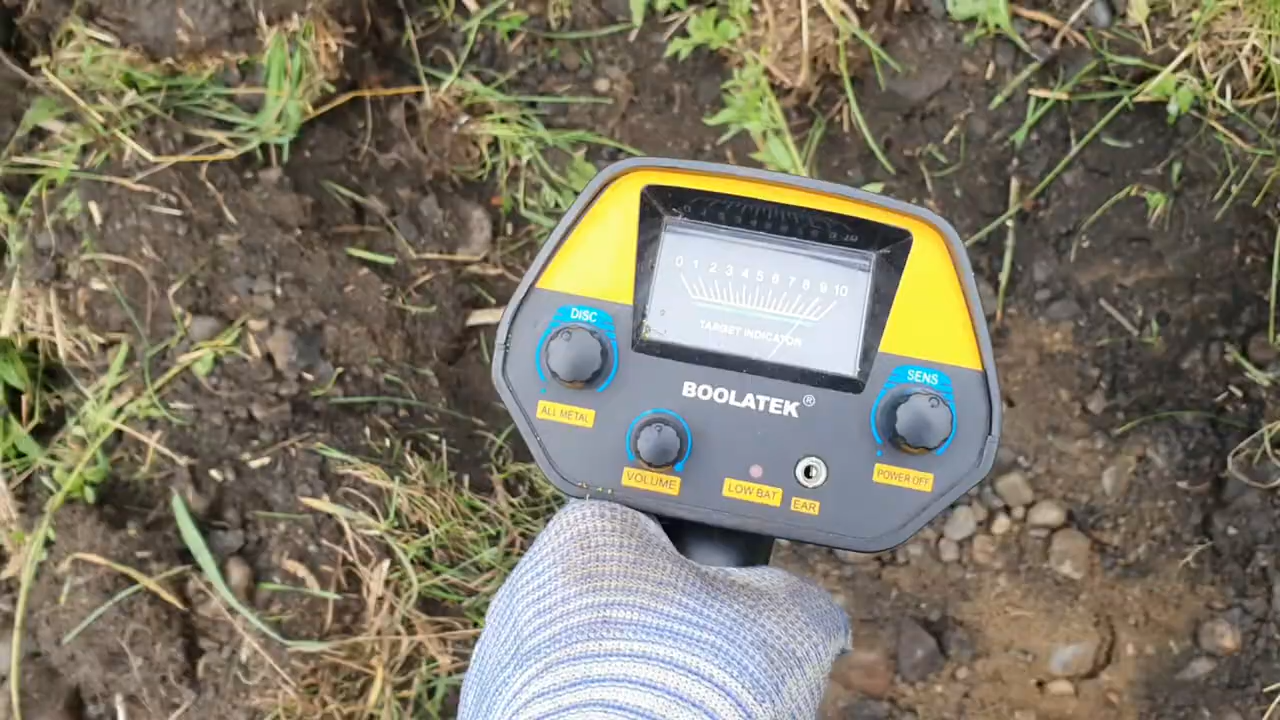 0 1 2 3 4 5 6 7 8 9 10
TARGET INDICATOR
DISC
SENS
BOOLATEK®
ALL METAL
VOLUME
LOW BAT
EAR
POWER OFF